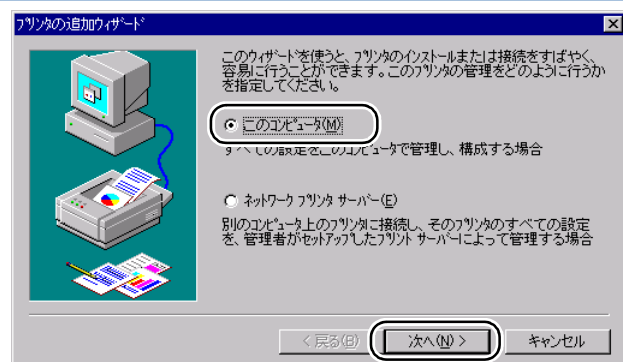 プリンタの追加ウィザード
このウィザードを使うと、プリンタのインストールまたは接続をすばやく、
容易に行うことができます。このプリンタの管理をどのように行うか
を指定してください。
このコンピュータ(M)
すべての設定をこのコンピュータで管理し、構成する場合
ネットワーク プリンタ サーバー(E)
別のコンピュータ上のプリンタに接続し、そのプリンタのすべての設定
を、管理者がセットアップしたプリント サーバーによって管理する場合
< 戻る(B)
次へ(N) >
キャンセル